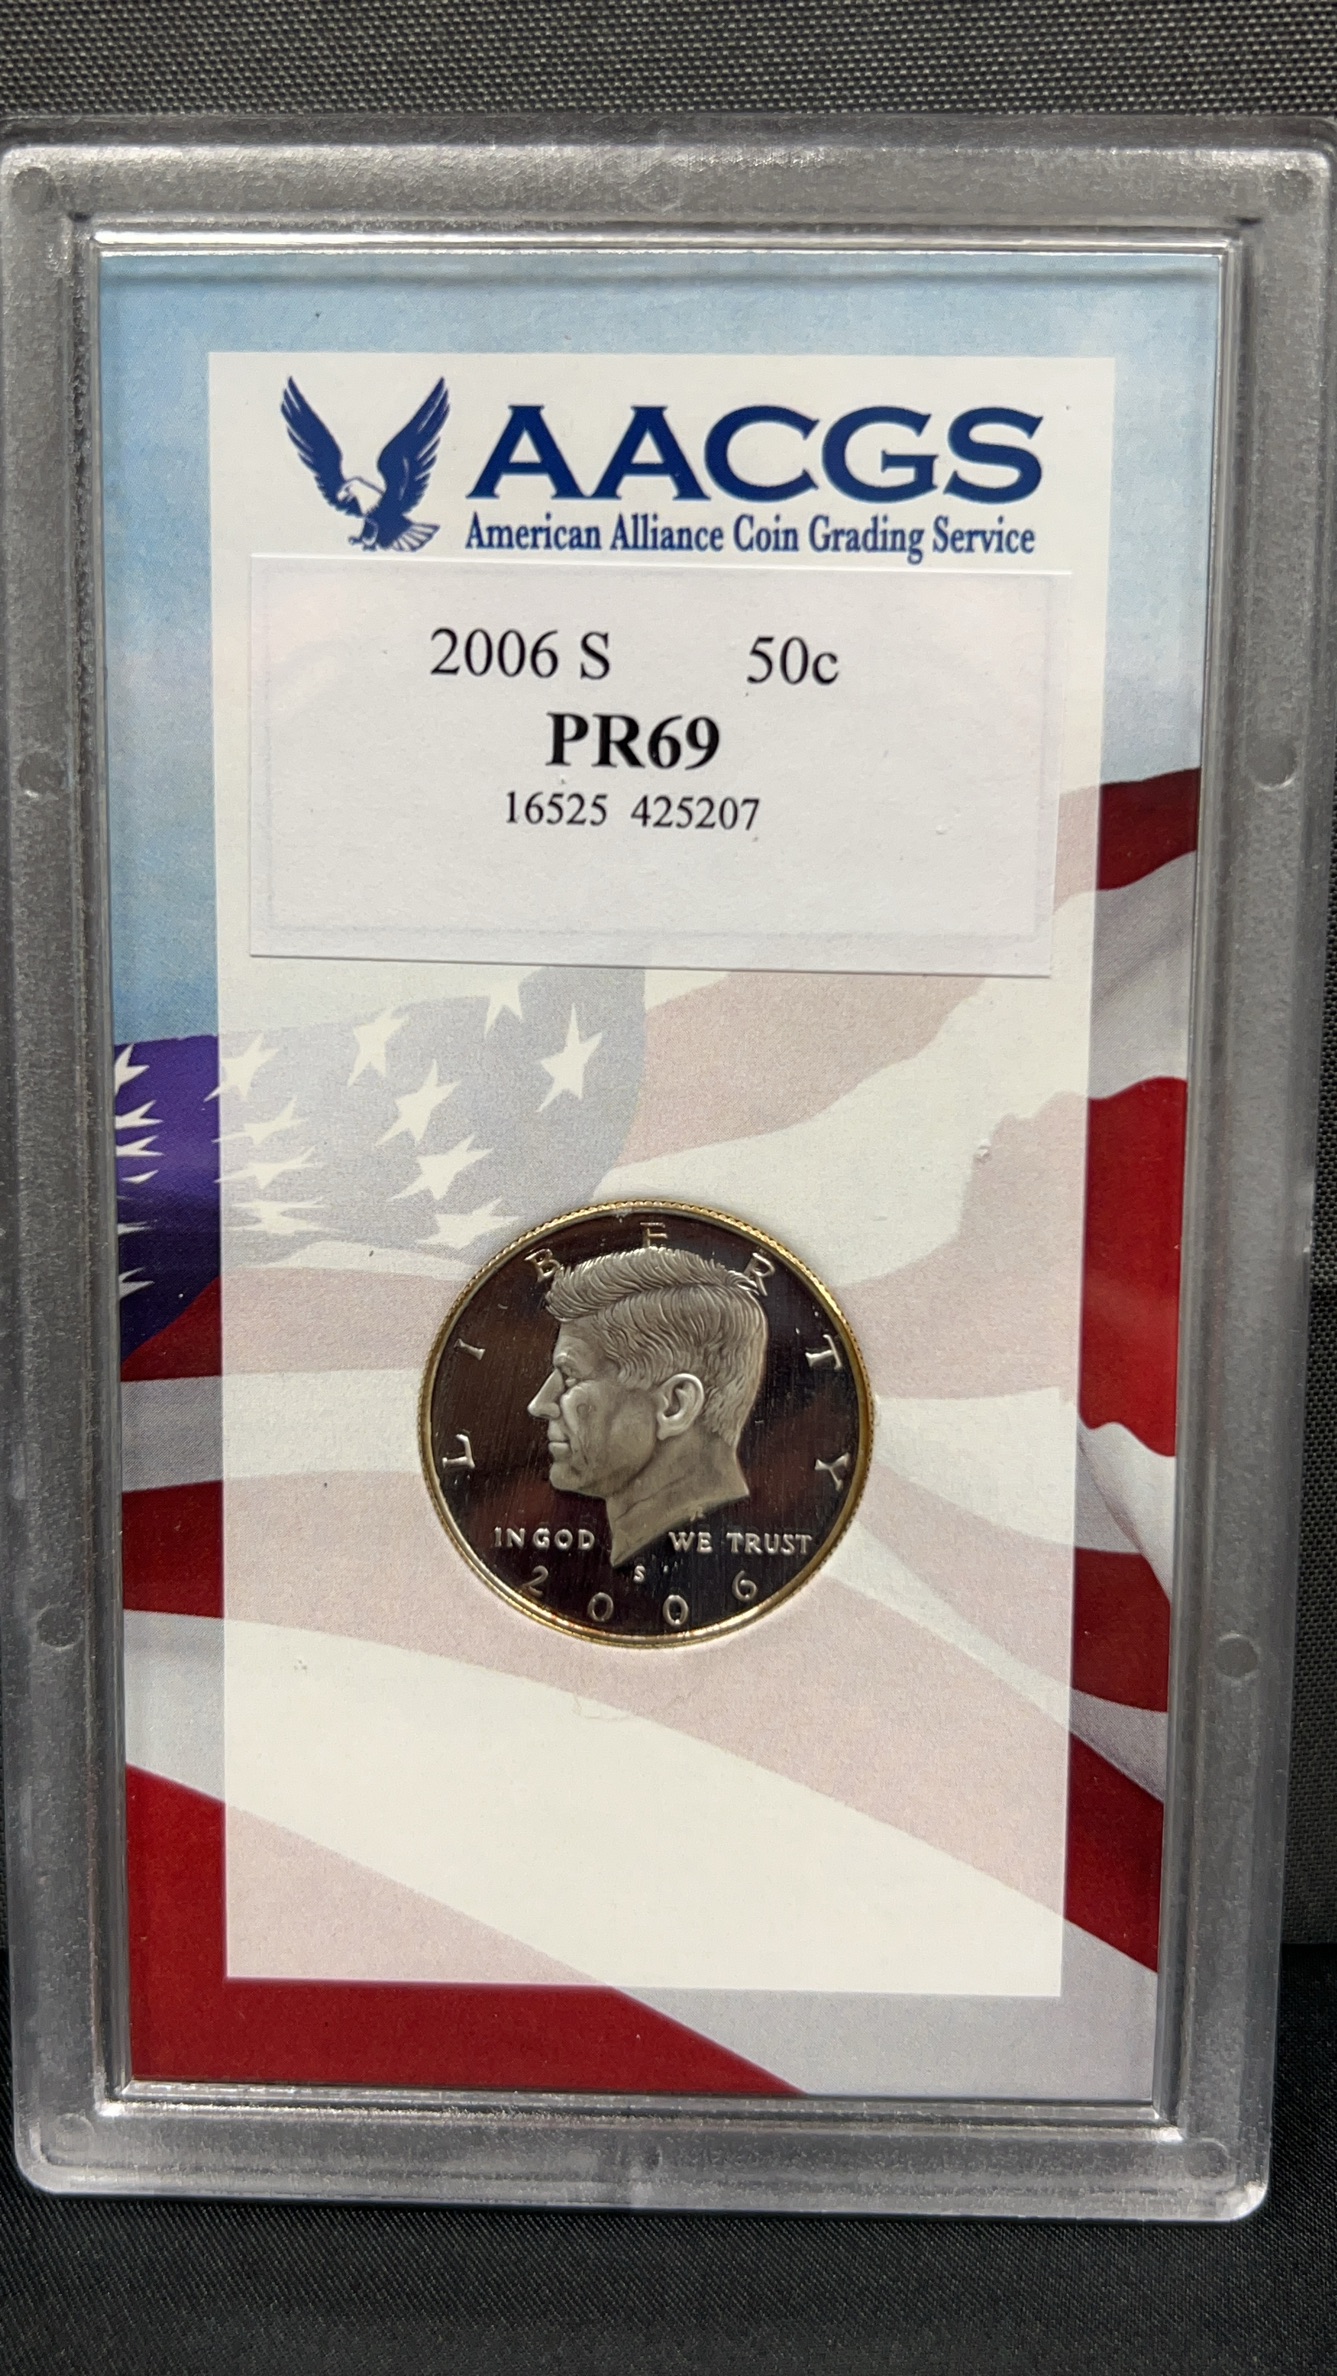 AACGS
American Alliance Coin Grading Service
2006 S 50c
PR69
16525 425207
LIBERTY
IN GOD WE TRUST
S
2006